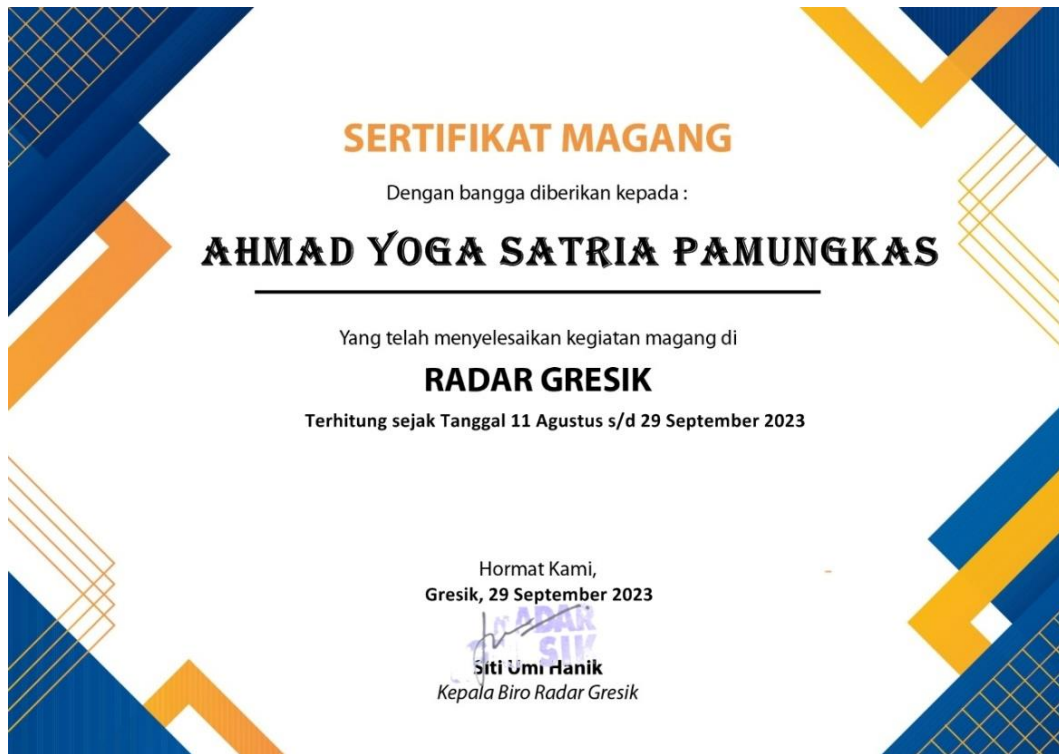 SERTIFIKAT MAGANG
Dengan bangga diberikan kepada :
AHMAD YOGA SATRIA PAMUNGKAS
Yang telah menyelesaikan kegiatan magang di
RADAR GRESIK
Terhitung sejak Tanggal 11 Agustus s/d 29 September 2023
Hormat Kami,
Gresik, 29 September 2023
Siti Umi Hanik
Kepala Biro Radar Gresik